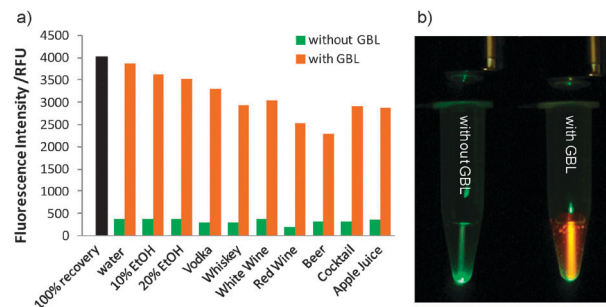 a)
without GBL
with GBL
Fluorescence Intensity /RFU
4500
4000
3500
3000
2500
2000
1500
1000
500
0
100% recovery
water
10% EtOH
20% EtOH
Vodka
Whiskey
White Wine
Red Wine
Beer
Cocktail
Apple Juice
b)
without GBL
with GBL